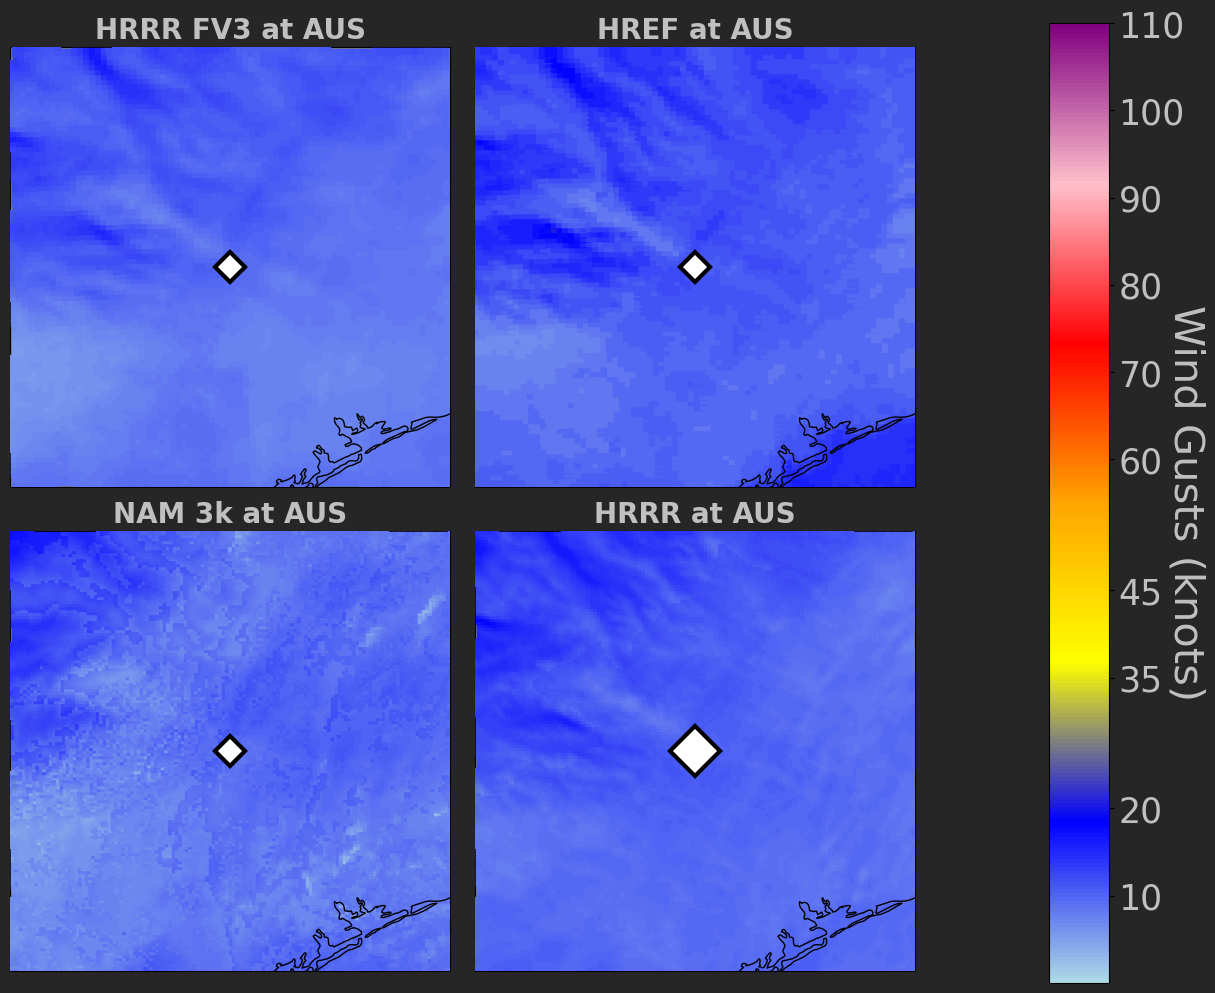 HRRR FV3 at AUS
HREF at AUS
NAM 3k at AUS
HRRR at AUS
110
100
90
80
70
60
45
35
20
10
Wind Gusts (knots)